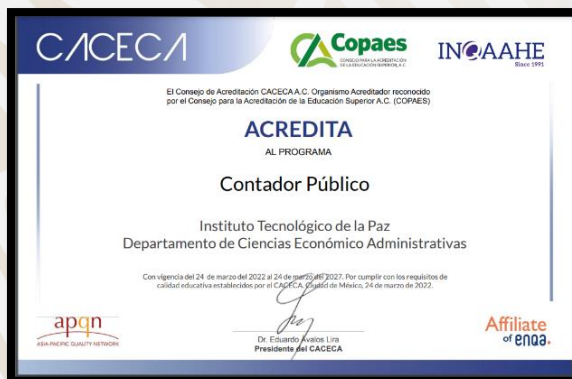 CACECA
Copaes
CONSEJO PARA LA ACREDITACIÓN
DE LA EDUCACIÓN SUPERIOR, A.C.
INQAAHE
Since 1991
El Consejo de Acreditación CACECA A.C. Organismo Acreditador reconocido
por el Consejo para la Acreditación de la Educación Superior A.C. (COPAES)
ACREDITA
AL PROGRAMA
Contador Público
Instituto Tecnológico de la Paz
Departamento de Ciencias Económico Administrativas
Con vigencia del 24 de marzo del 2022 al 24 de marzo del 2027. Por cumplir con los requisitos de
calidad educativa establecidos por el CACECA, Ciudad de México, 24 de marzo de 2022.
apqn
ASIA-PACIFIC QUALITY NETWORK
Dr. Eduardo Ávalos Lira
Presidente del CACECA
Affiliate
of enqa.